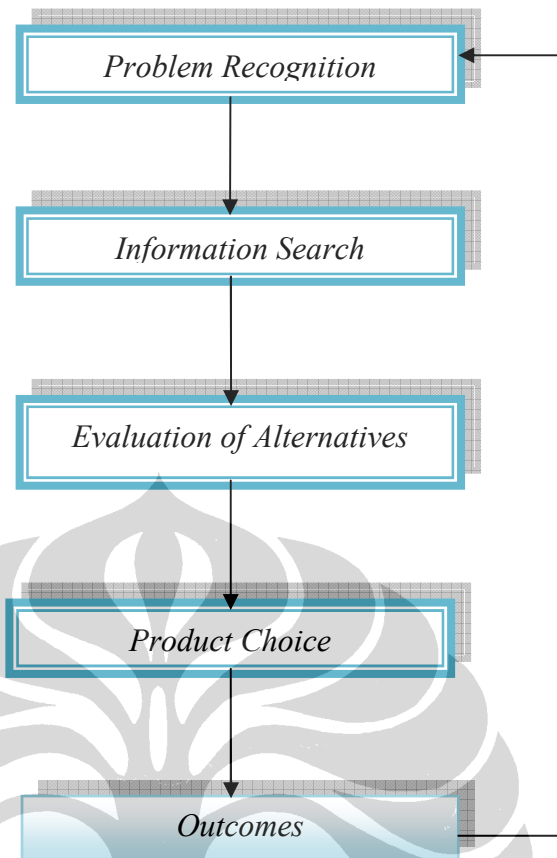 Problem Recognition
Information Search
Evaluation of Alternatives
Product Choice
Outcomes